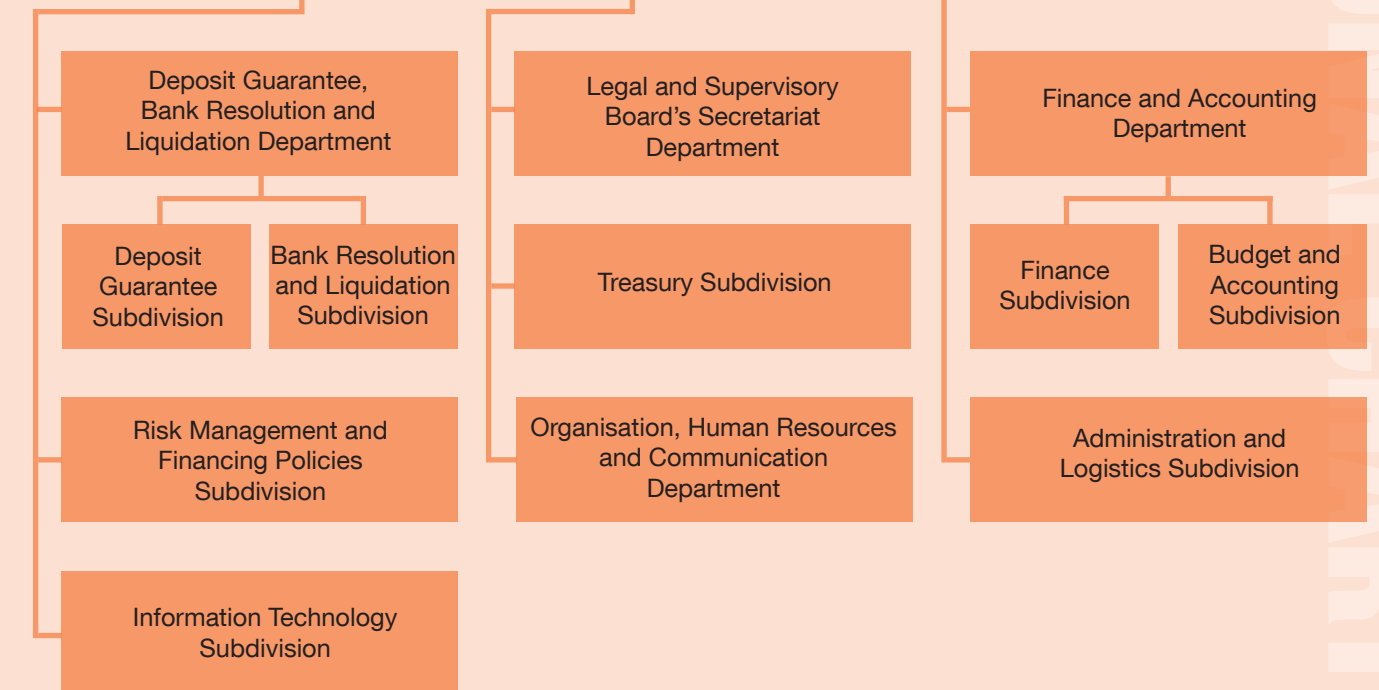 Deposit Guarantee,
Bank Resolution and
Liquidation Department
Legal and Supervisory
Board's Secretariat
Department
Finance and Accounting
Department
Deposit
Guarantee
Subdivision
Bank Resolution
and Liquidation
Subdivision
Treasury Subdivision
Finance
Subdivision
Budget and
Accounting
Subdivision
Risk Management and
Financing Policies
Subdivision
Organisation, Human Resources
and Communication
Department
Administration and
Logistics Subdivision
Information Technology
Subdivision